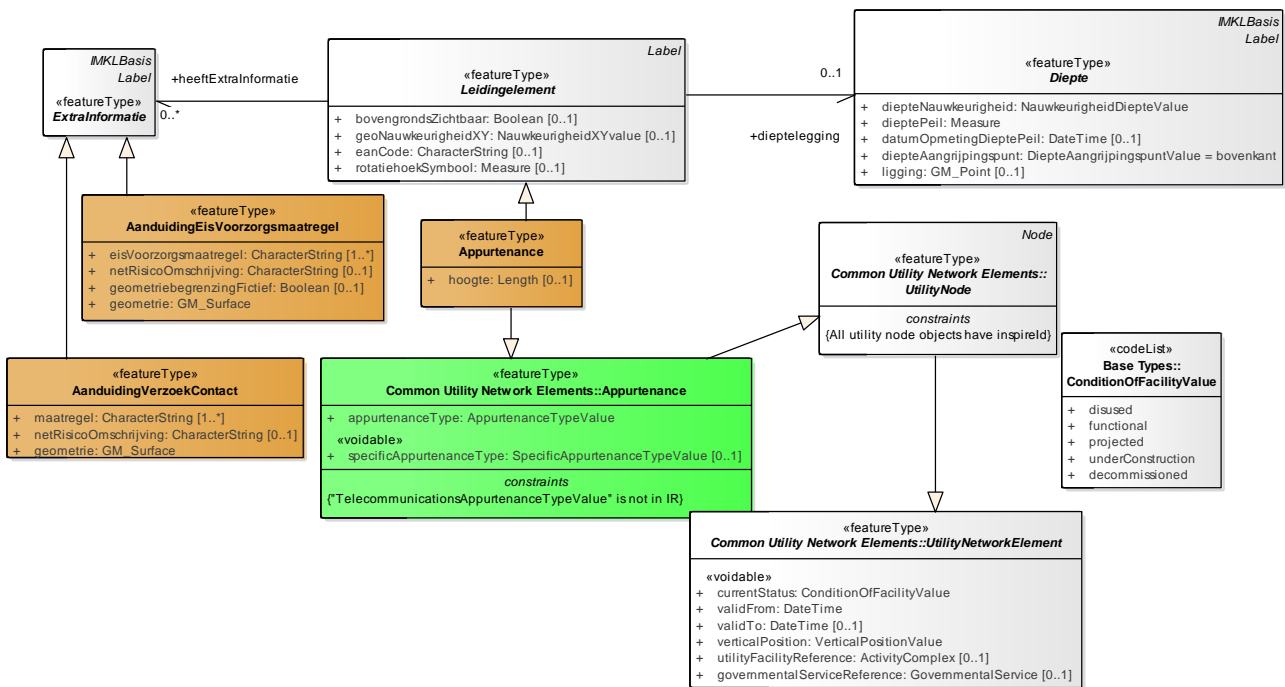 IMKLBasis
Label
«featureType»
ExtraInformatie
+heeftExtraInformatie
0..*
Label
«featureType»
Leidingelement
+ bovengrondsZichtbaar: Boolean [0..1]
+ geoNauwkeurigheidXY: NauwkeurigheidXYvalue [0..1]
+ eanCode: CharacterString [0..1]
+ rotatiehoekSymbool: Measure [0..1]
0..1
+dieptelegging
IMKLBasis
Label
«featureType»
Diepte
+ diepteNauwkeurigheid: NauwkeurigheidDiepteValue
+ dieptePeil: Measure
+ datumOpmetingDieptePeil: DateTime [0..1]
+ diepteAangrijpingspunt: DiepteAangrijpingspuntValue = bovenkant
+ ligging: GM_Point [0..1]
«featureType»
AanduidingEisVoorzorgsmaatregel
+ eisVoorzorgsmaatregel: CharacterString [1..*]
+ netRisicoOmschrijving: CharacterString [0..1]
+ geometriebegrenzingFictief: Boolean [0..1]
+ geometrie: GM_Surface
«featureType»
Appurtenance
+ hoogte: Length [0..1]
Node
«featureType»
Common Utility Network Elements::
UtilityNode
constraints
{All utility node objects have inspireId}
«codeList»
Base Types::
ConditionOfFacilityValue
+ disused
+ functional
+ projected
+ underConstruction
+ decommissioned
«featureType»
AanduidingVerzoekContact
+ maatregel: CharacterString [1..*]
+ netRisicoOmschrijving: CharacterString [0..1]
+ geometrie: GM_Surface
«featureType»
Common Utility Network Elements::Appurtenance
+ appurtenanceType: AppurtenanceTypeValue
«voidable»
+ specificAppurtenanceType: SpecificAppurtenanceTypeValue [0..1]
constraints
{"TelecommunicationsAppurtenanceTypeValue" is not in IR}
«featureType»
Common Utility Network Elements::UtilityNetworkElement
«voidable»
+ currentStatus: ConditionOfFacilityValue
+ validFrom: DateTime
+ validTo: DateTime [0..1]
+ verticalPosition: VerticalPositionValue
+ utilityFacilityReference: ActivityComplex [0..1]
+ governmentalServiceReference: GovernmentalService [0..1]